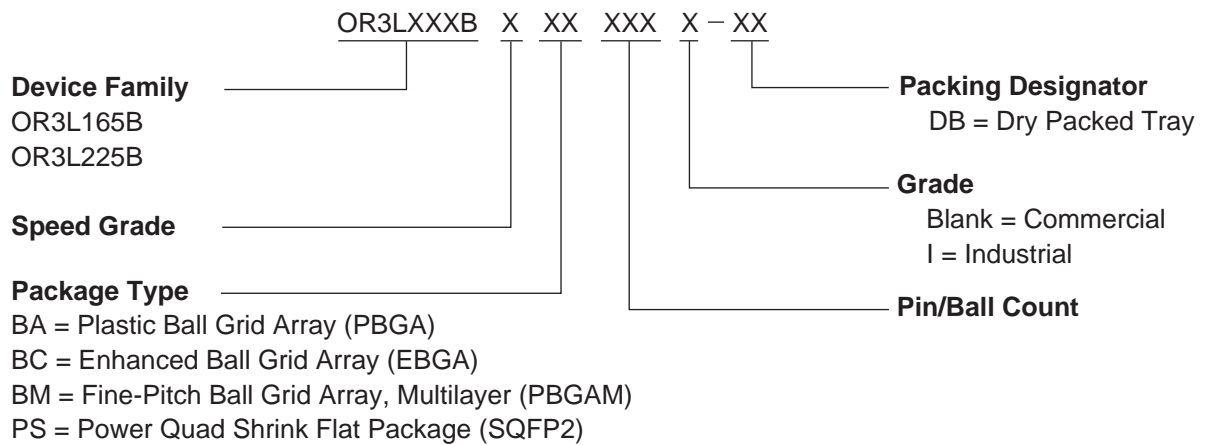 OR3LXXXB X XX XXX X – XX
Device Family
OR3L165B
OR3L225B
Speed Grade
Package Type
BA = Plastic Ball Grid Array (PBGA)
BC = Enhanced Ball Grid Array (EBGA)
BM = Fine-Pitch Ball Grid Array, Multilayer (PBGAM)
PS = Power Quad Shrink Flat Package (SQFP2)
Packing Designator
DB = Dry Packed Tray
Grade
Blank = Commercial
I = Industrial
Pin/Ball Count